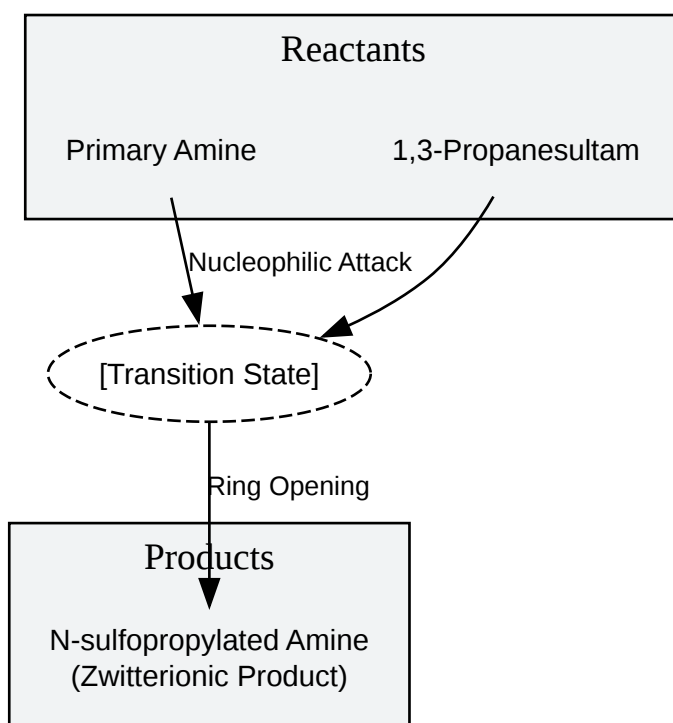 Reactants
Primary Amine
1,3-Propanesultam
Nucleophilic Attack
[Transition State]
Ring Opening
Products
N-sulfopropylated Amine
(Zwitterionic Product)